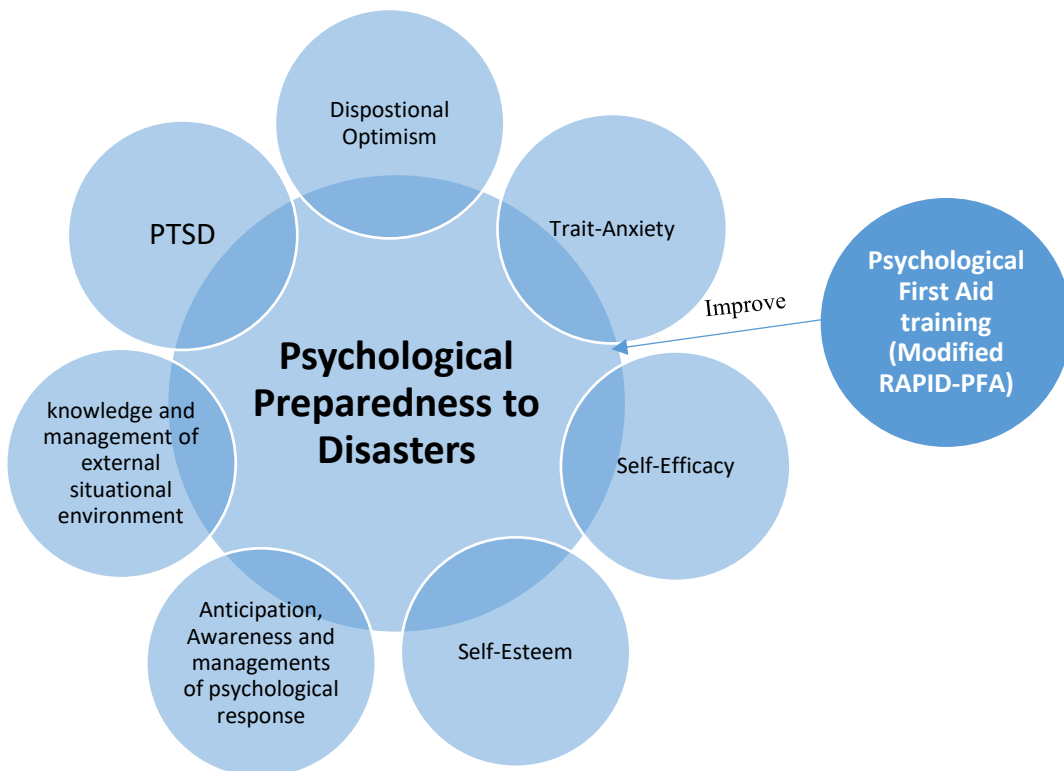 Dispostional
Optimism
PTSD
Trait-Anxiety
Psychological
First Aid
training
(Modified
RAPID-PFA)
Improve
Psychological
Preparedness to
Disasters
knowledge and
management of
external
situational
environment
Self-Efficacy
Anticipation,
Awareness and
managements
of psychological
response
Self-Esteem